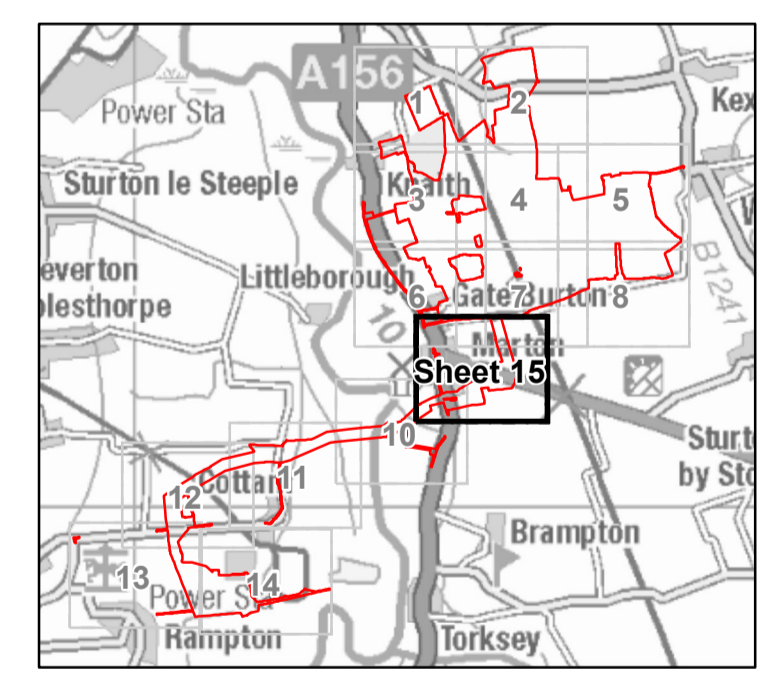 A156
1
2
Kex
Power Sta
Sturton le Steeple
Knaith
3
4
5
B1241
everton
Littleborough
6
Gate Burton
7
8
plesthorpe
10
Marton
Sheet 15
Sturt
by Sto
10
Cottam
11
12
Brampton
13
14
Power Sta
Rampton
Torksey